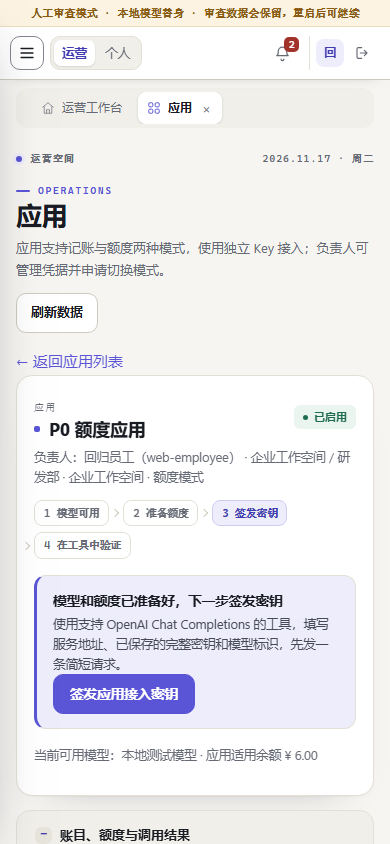 人工审查模式 · 本地模型替身 · 审查数据会保留，重启后可继续
运营 个人 2 回
运营工作台 应用 ×
运营空间 2026.11.17 · 周二
OPERATIONS
应用
应用支持记账与额度两种模式，使用独立 Key 接入；负责人可
管理凭据并申请切换模式。
刷新数据
← 返回应用列表
应用
P0 额度应用 已启用
负责人：回归员工（web-employee） · 企业工作空间 / 研
发部 · 企业工作空间 · 额度模式
1 模型可用 2 准备额度 3 签发密钥
4 在工具中验证
模型和额度已准备好，下一步签发密钥
使用支持 OpenAI Chat Completions 的工具，填写
服务地址、已保存的完整密钥和模型标识，先发一
条简短请求。
签发应用接入密钥
当前可用模型：本地测试模型 · 应用适用余额 ¥ 6.00
账目、额度与调用结果